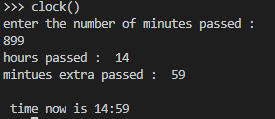 >>> clock()
enter the number of minutes passed :
899
hours passed :  14
mintues extra passed :  59
time now is 14:59